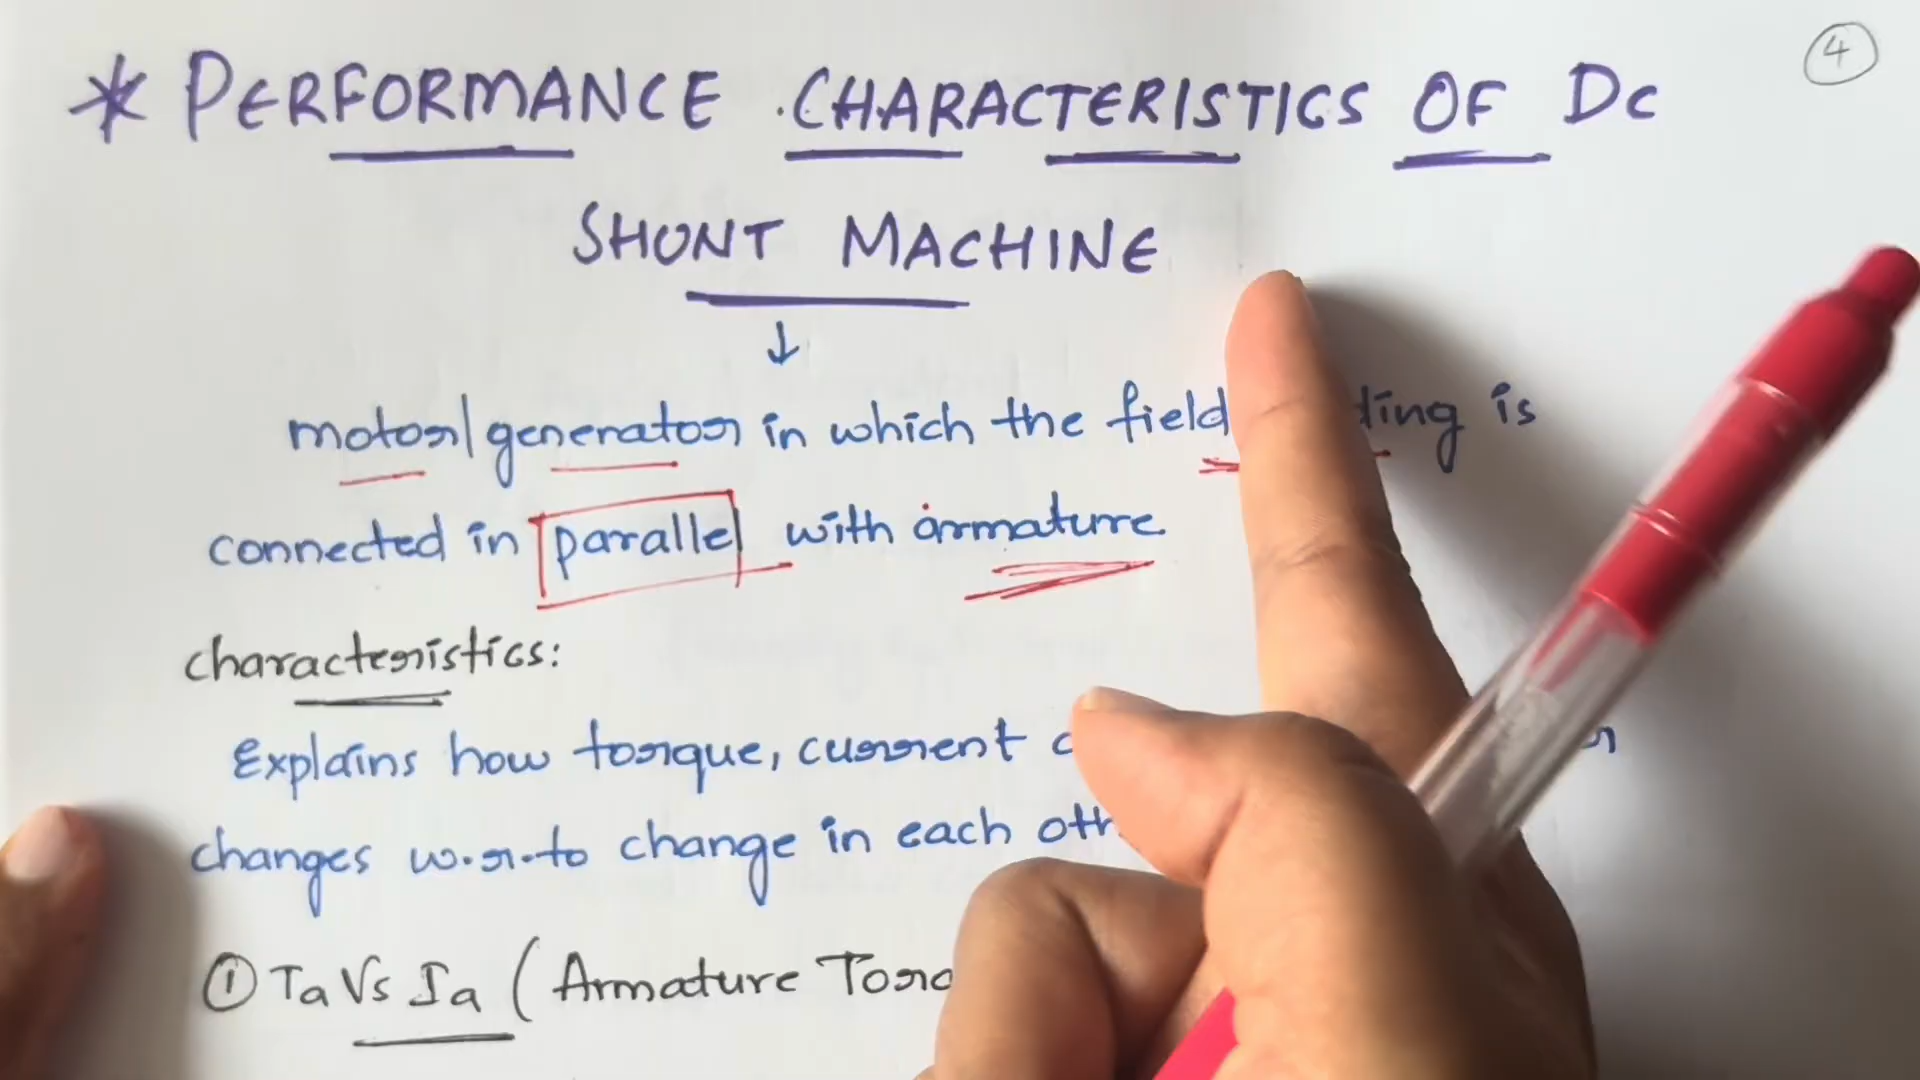 * PERFORMANCE CHARACTERISTICS OF DC
4
SHUNT MACHINE
↓
motor/generator in which the field is
connected in parallel with armature.
characteristics:
Explains how torque, current
changes w.r.to change in each
① Ta Vs Ia (Armature